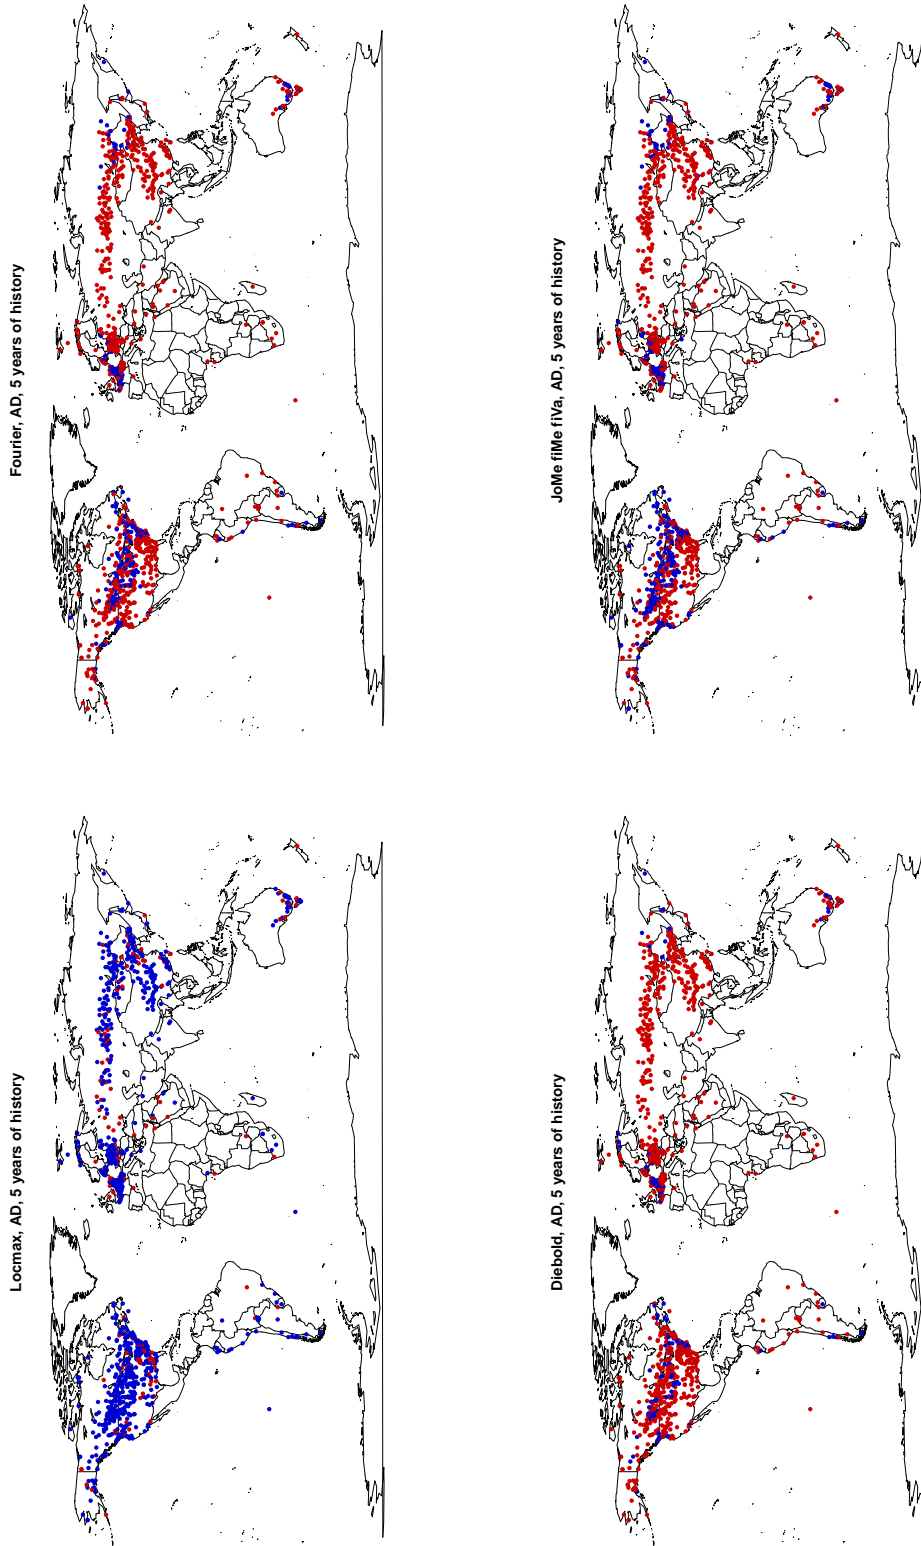 Locmax, AD, 5 years of history
Fourier, AD, 5 years of history
Diebold, AD, 5 years of history
JoMe fiMe fiVa, AD, 5 years of history